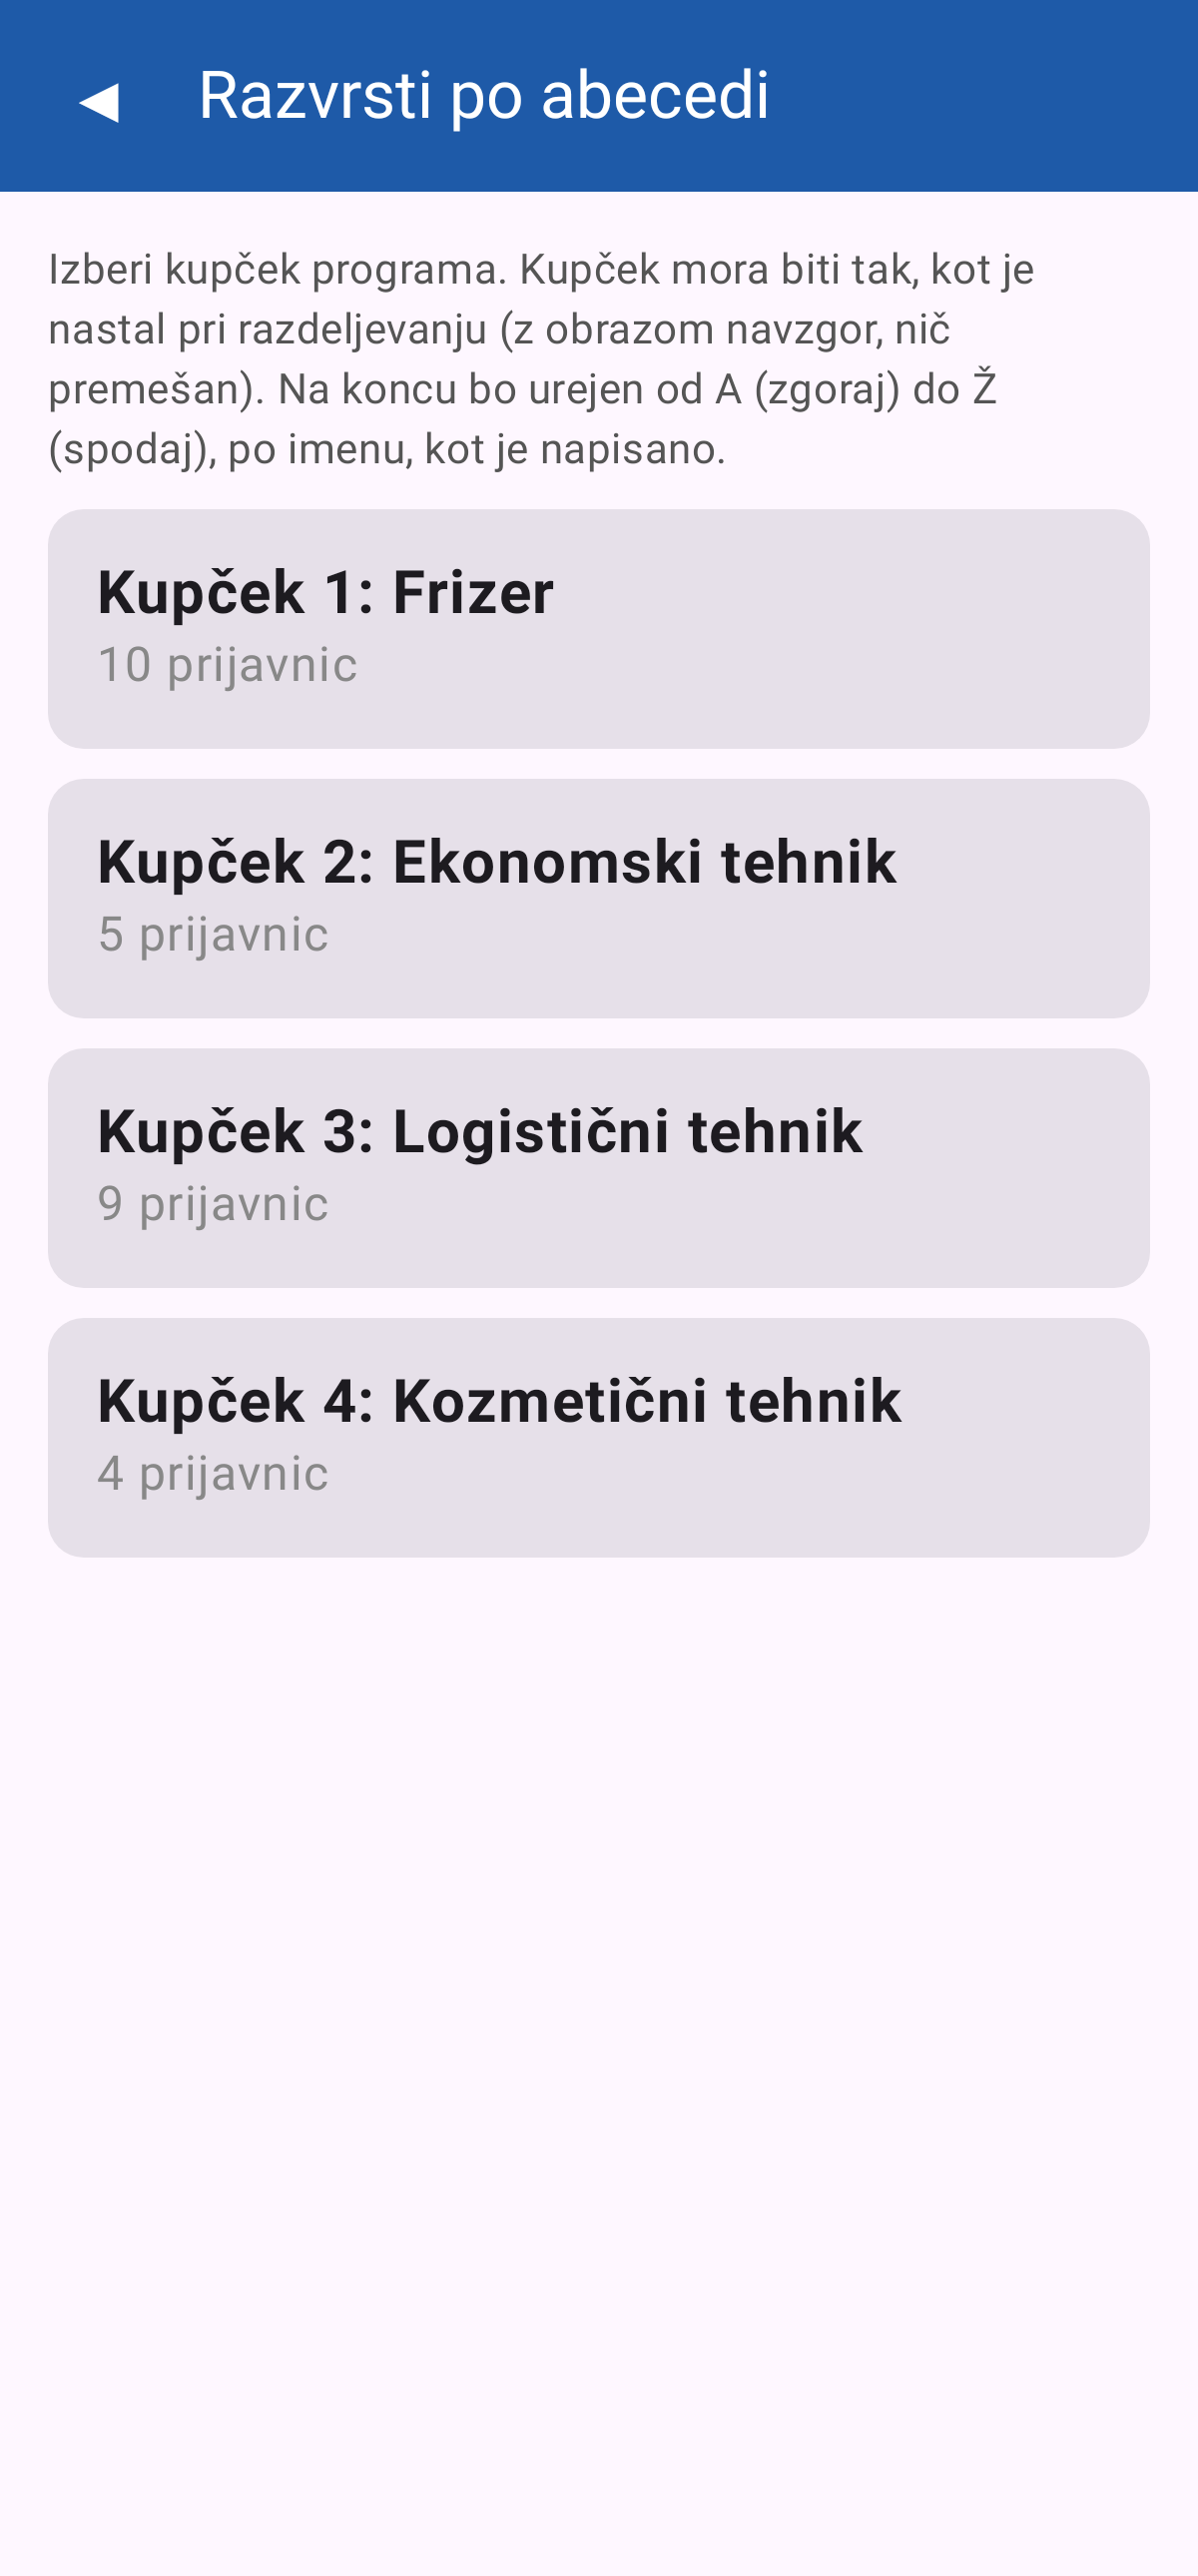 Razvrsti po abecedi
Izberi kupček programa. Kupček mora biti tak, kot je
nastal pri razdeljevanju (z obrazom navzgor, nič
premešan). Na koncu bo urejen od A (zgoraj) do Ž
(spodaj), po imenu, kot je napisano.
Kupček 1: Frizer
10 prijavnic
Kupček 2: Ekonomski tehnik
5 prijavnic
Kupček 3: Logistični tehnik
9 prijavnic
Kupček 4: Kozmetični tehnik
4 prijavnic